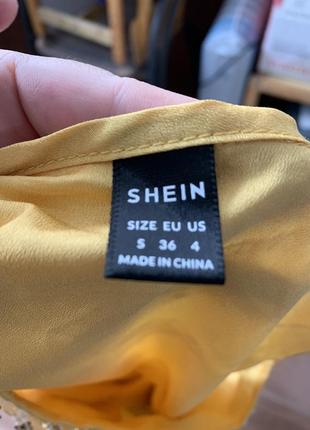 SHEIN
SIZE EU US
S 36 4
MADE IN CHINA